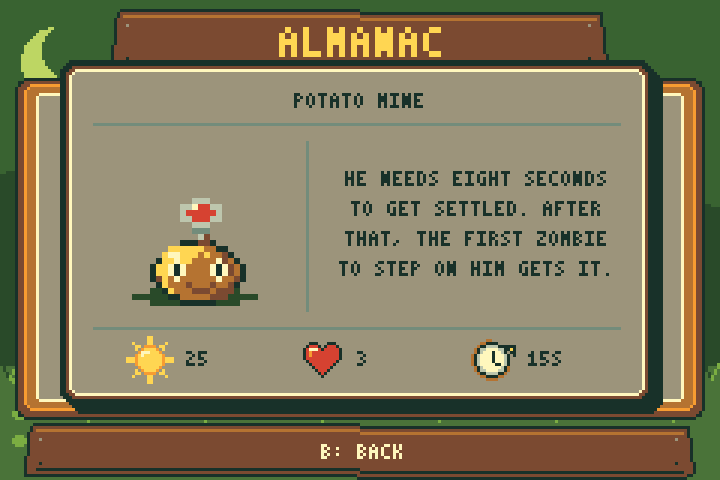 ALMANAC
POTATO MINE
HE NEEDS EIGHT SECONDS
TO GET SETTLED. AFTER
THAT, THE FIRST ZOMBIE
TO STEP ON HIM GETS IT.
25
3
15S
B: BACK